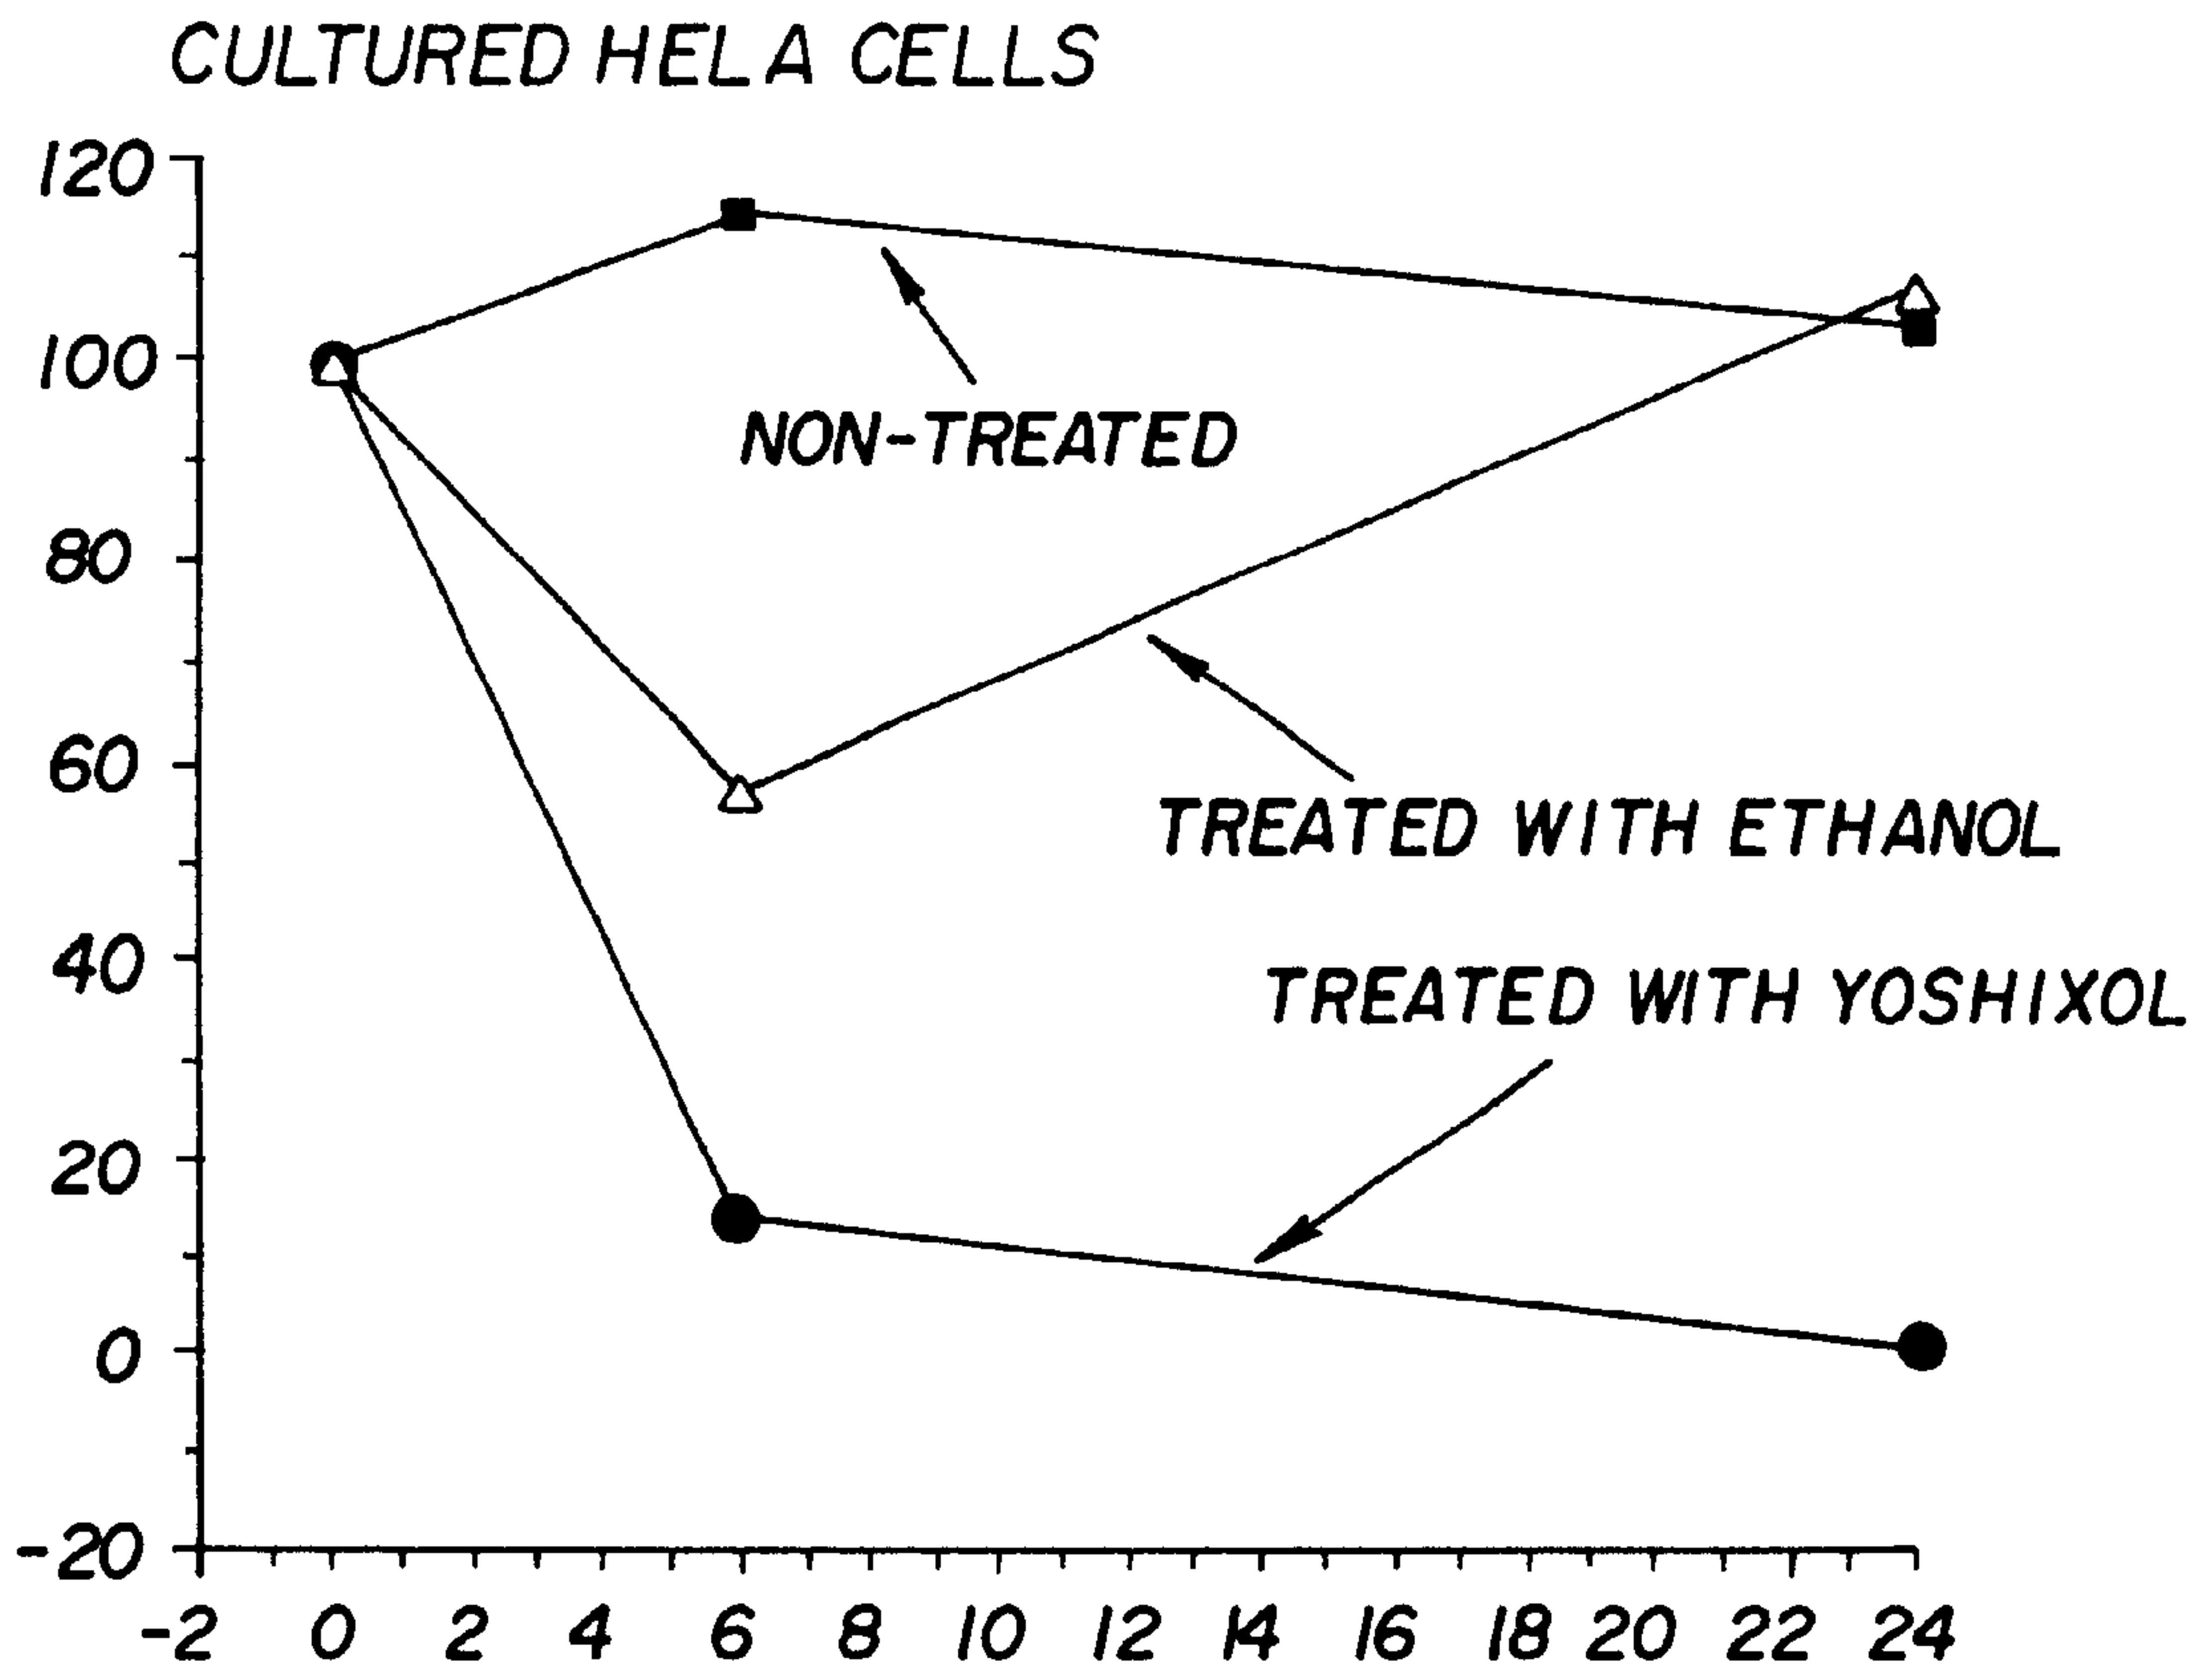 CULTURED HELA CELLS
120
100
NON-TREATED
80
60
TREATED WITH ETHANOL
40
TREATED WITH YOSHIXOL
20
0
-20
-2 0 2 4 6 8 10 12 14 16 18 20 22 24